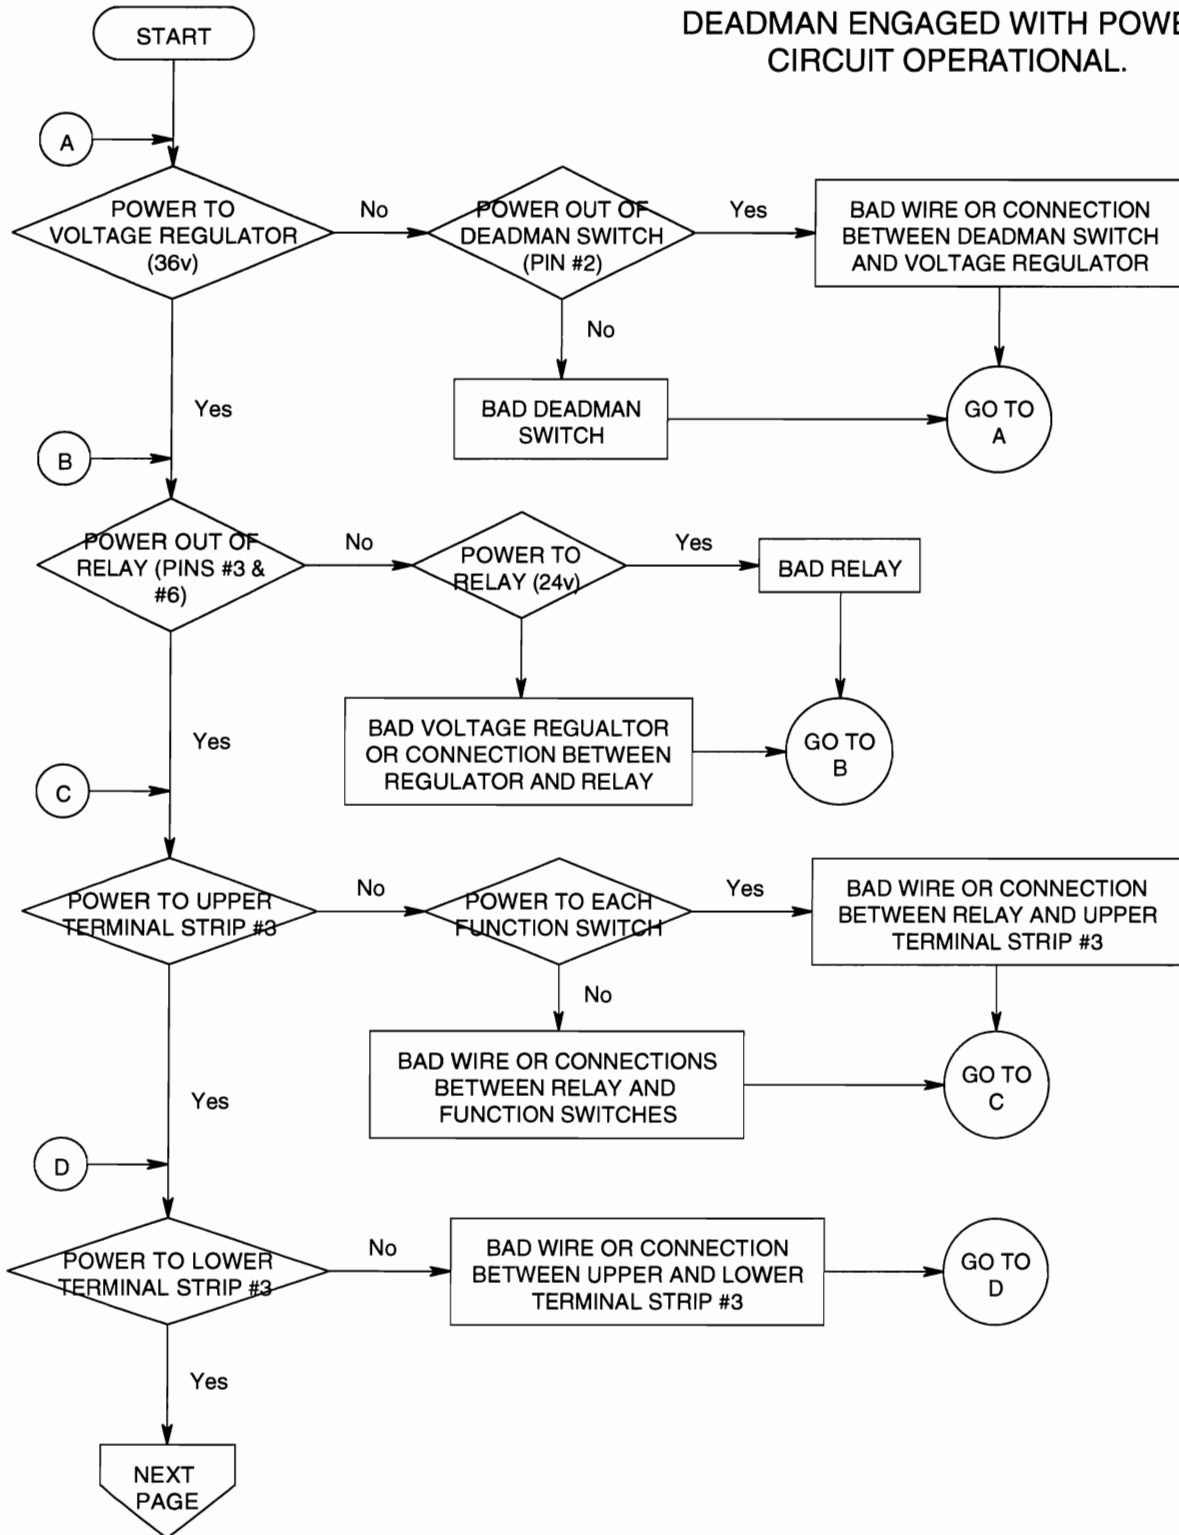 DEADMAN ENGAGED WITH POWE
CIRCUIT OPERATIONAL.
START
A
POWER TO
VOLTAGE REGULATOR
(36v)
No
POWER OUT OF
DEADMAN SWITCH
(PIN #2)
Yes
BAD WIRE OR CONNECTION
BETWEEN DEADMAN SWITCH
AND VOLTAGE REGULATOR
No
Yes
BAD DEADMAN
SWITCH
GO TO
A
B
POWER OUT OF
RELAY (PINS #3 &
#6)
No
POWER TO
RELAY (24v)
Yes
BAD RELAY
Yes
BAD VOLTAGE REGUALTOR
OR CONNECTION BETWEEN
REGULATOR AND RELAY
GO TO
B
C
POWER TO UPPER
TERMINAL STRIP #3
No
POWER TO EACH
FUNCTION SWITCH
Yes
BAD WIRE OR CONNECTION
BETWEEN RELAY AND UPPER
TERMINAL STRIP #3
No
Yes
BAD WIRE OR CONNECTIONS
BETWEEN RELAY AND
FUNCTION SWITCHES
GO TO
C
D
POWER TO LOWER
TERMINAL STRIP #3
No
BAD WIRE OR CONNECTION
BETWEEN UPPER AND LOWER
TERMINAL STRIP #3
GO TO
D
Yes
NEXT
PAGE